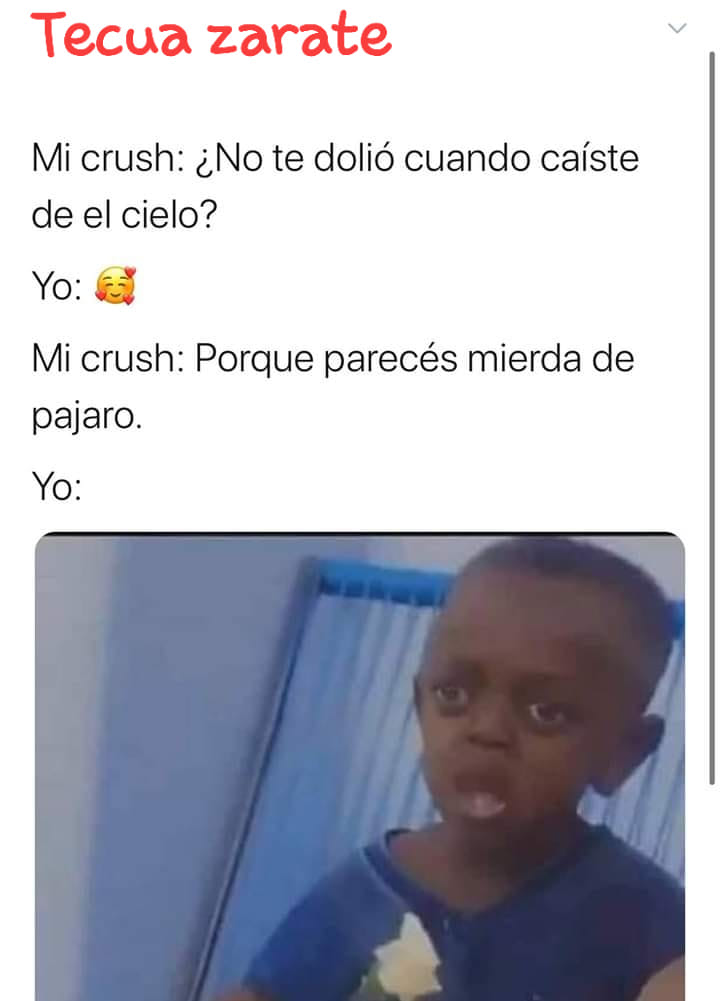 Tecua zarate
Mi crush: ¿No te dolió cuando caíste
de el cielo?
Yo: 🥰
Mi crush: Porque parecés mierda de
pajaro.
Yo: